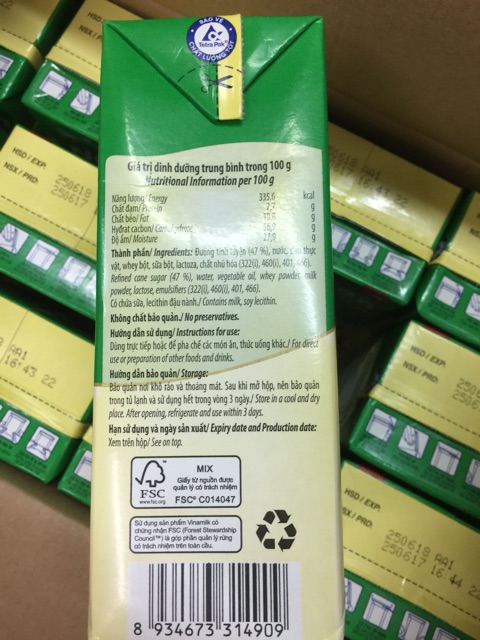 BẢO VỆ
Tetra Pak
CHẤT LƯỢNG TỐT
Giá trị dinh dưỡng trung bình trong 100 g
Nutritional Information per 100 g
Năng lượng/ Energy 335,6 kcal
Chất đạm/ Protein g
Chất béo/ Fat g
Hydrat cacbon/ Carbohydrate g
Độ ẩm/ Moisture g
Thành phần/ Ingredients: Đường tinh luyện (47 %), nước, dầu thực
vật, whey bột, sữa bột, lactoza, chất nhũ hóa (322(i), 460(i), 401, 466).
Refined cane sugar (47 %), water, vegetable oil, whey powder, milk
powder, lactose, emulsifiers (322(i), 460(i), 401, 466).
Có chứa sữa, lecithin đậu nành./ Contains milk, soy lecithin.
Không chất bảo quản./ No preservatives.
Hướng dẫn sử dụng/ Instructions for use:
Dùng trực tiếp hoặc để pha chế các món ăn, thức uống khác./ For direct
use or preparation of other foods and drinks.
Hướng dẫn bảo quản/ Storage:
Bảo quản nơi khô ráo và thoáng mát. Sau khi mở hộp, nên bảo quản
trong tủ lạnh và sử dụng hết trong vòng 3 ngày./ Store in a cool and dry
place. After opening, refrigerate and use within 3 days.
Hạn sử dụng và ngày sản xuất/ Expiry date and Production date:
Xem trên hộp/ See on top.
FSC
www.fsc.org
MIX
Giấy từ nguồn được
quản lý có trách nhiệm
FSC® C014047
Sử dụng sản phẩm Vinamilk có
chứng nhận FSC (Forest Stewardship
Council™) là góp phần quản lý rừng
có trách nhiệm trên toàn cầu.
8 934673 314909
HSD / EXP:
NSX / PRD:
250618
250617
AA1
16:43 22
HSD / EXP:
NSX / PRD:
250618 AA1
250617 16:44 22